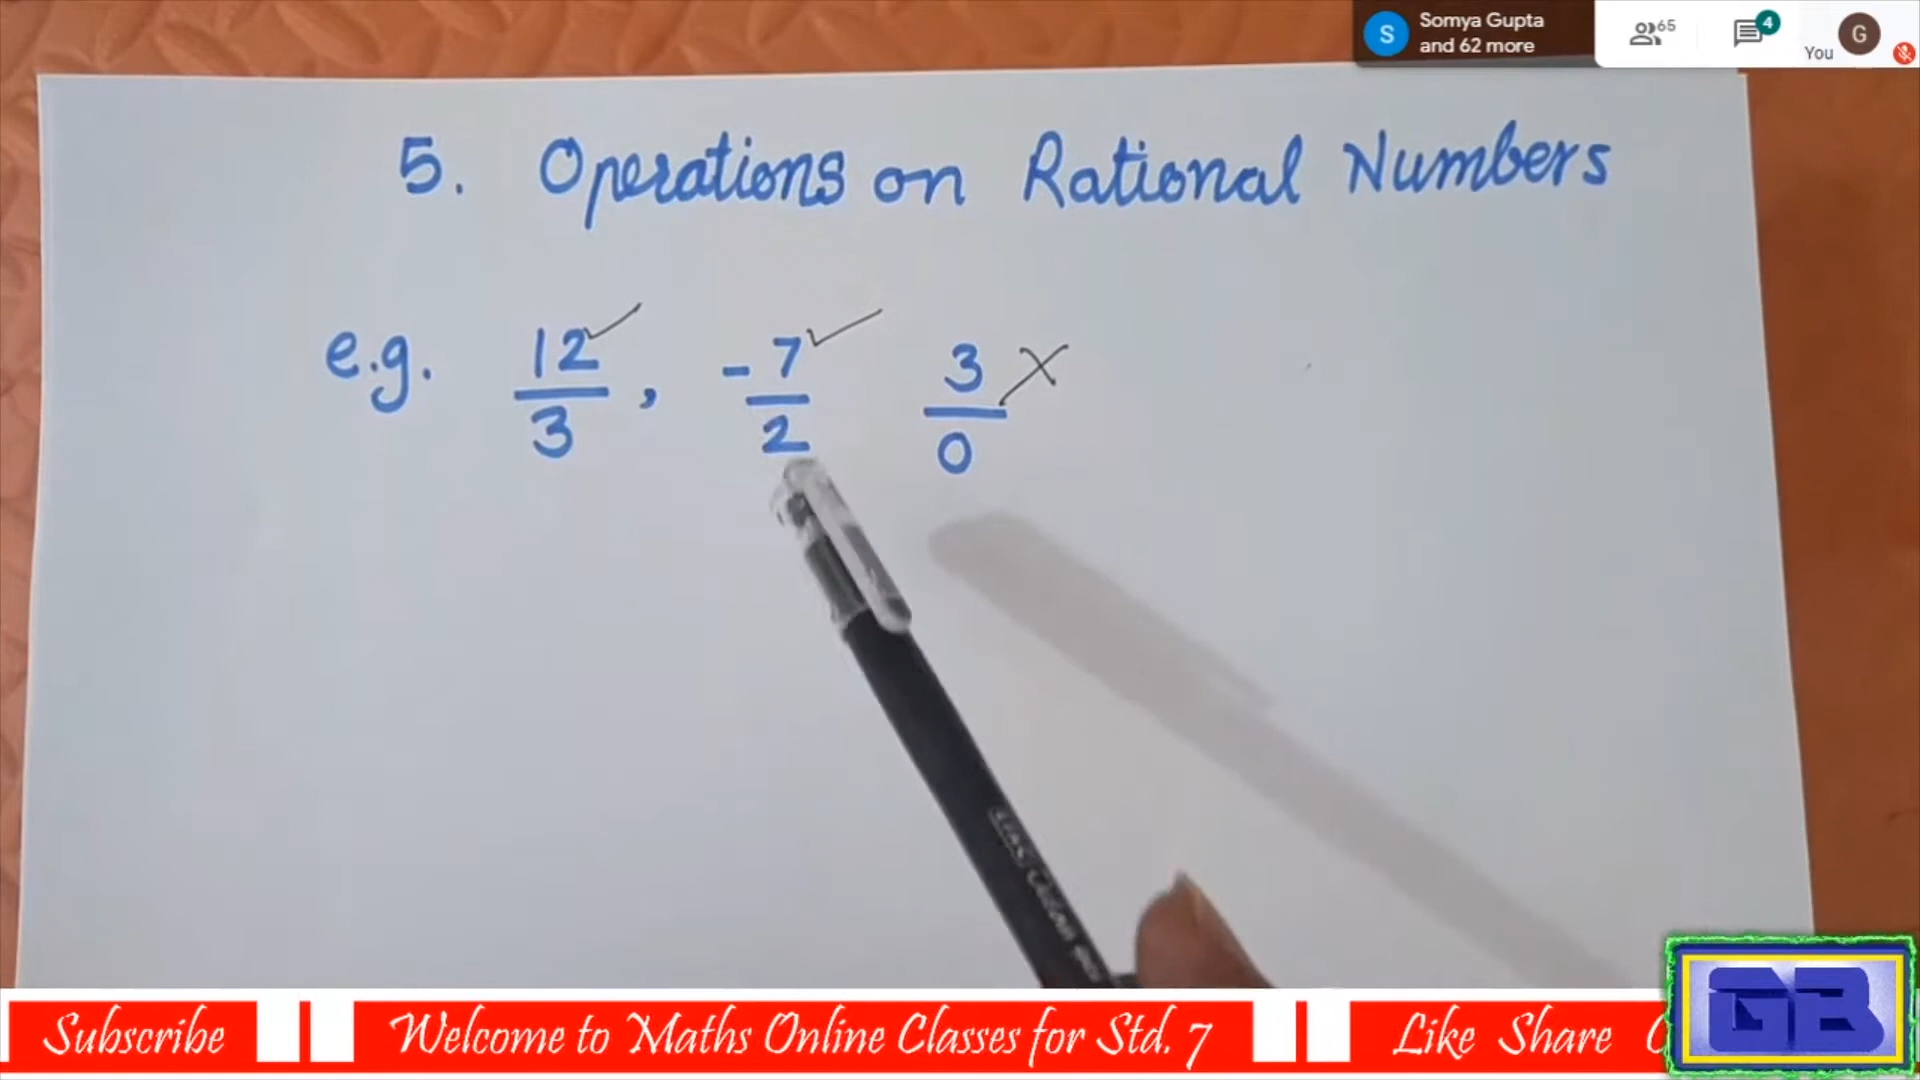 Somya Gupta
and 62 more
65
4
You
G
S
5. Operations on Rational Numbers
e.g. 12/3, -7/2 3/0
Subscribe
Welcome to Maths Online Classes for Std. 7
Like Share
GB